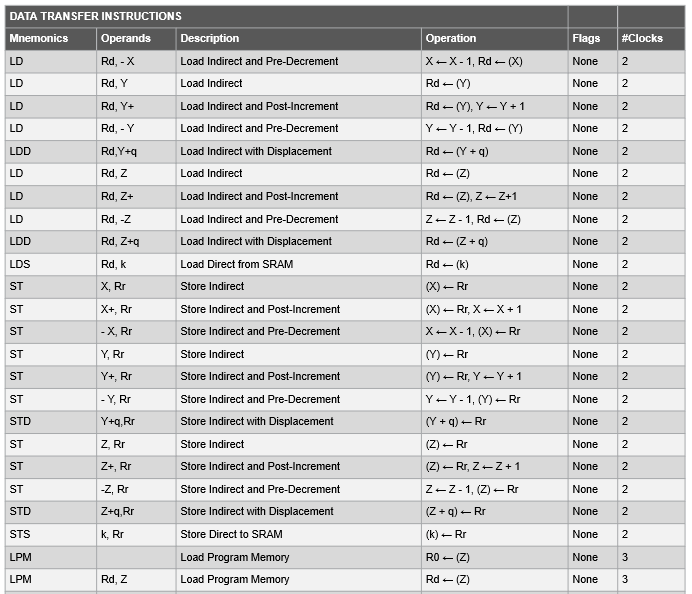 DATA TRANSFER INSTRUCTIONS
Mnemonics Operands Description Operation Flags #Clocks
LD Rd, - X Load Indirect and Pre-Decrement X ← X - 1, Rd ← (X) None 2
LD Rd, Y Load Indirect Rd ← (Y) None 2
LD Rd, Y+ Load Indirect and Post-Increment Rd ← (Y), Y ← Y + 1 None 2
LD Rd, - Y Load Indirect and Pre-Decrement Y ← Y - 1, Rd ← (Y) None 2
LDD Rd,Y+q Load Indirect with Displacement Rd ← (Y + q) None 2
LD Rd, Z Load Indirect Rd ← (Z) None 2
LD Rd, Z+ Load Indirect and Post-Increment Rd ← (Z), Z ← Z+1 None 2
LD Rd, -Z Load Indirect and Pre-Decrement Z ← Z - 1, Rd ← (Z) None 2
LDD Rd, Z+q Load Indirect with Displacement Rd ← (Z + q) None 2
LDS Rd, k Load Direct from SRAM Rd ← (k) None 2
ST X, Rr Store Indirect (X) ← Rr None 2
ST X+, Rr Store Indirect and Post-Increment (X) ← Rr, X ← X + 1 None 2
ST - X, Rr Store Indirect and Pre-Decrement X ← X - 1, (X) ← Rr None 2
ST Y, Rr Store Indirect (Y) ← Rr None 2
ST Y+, Rr Store Indirect and Post-Increment (Y) ← Rr, Y ← Y + 1 None 2
ST - Y, Rr Store Indirect and Pre-Decrement Y ← Y - 1, (Y) ← Rr None 2
STD Y+q,Rr Store Indirect with Displacement (Y + q) ← Rr None 2
ST Z, Rr Store Indirect (Z) ← Rr None 2
ST Z+, Rr Store Indirect and Post-Increment (Z) ← Rr, Z ← Z + 1 None 2
ST -Z, Rr Store Indirect and Pre-Decrement Z ← Z - 1, (Z) ← Rr None 2
STD Z+q,Rr Store Indirect with Displacement (Z + q) ← Rr None 2
STS k, Rr Store Direct to SRAM (k) ← Rr None 2
LPM Load Program Memory R0 ← (Z) None 3
LPM Rd, Z Load Program Memory Rd ← (Z) None 3